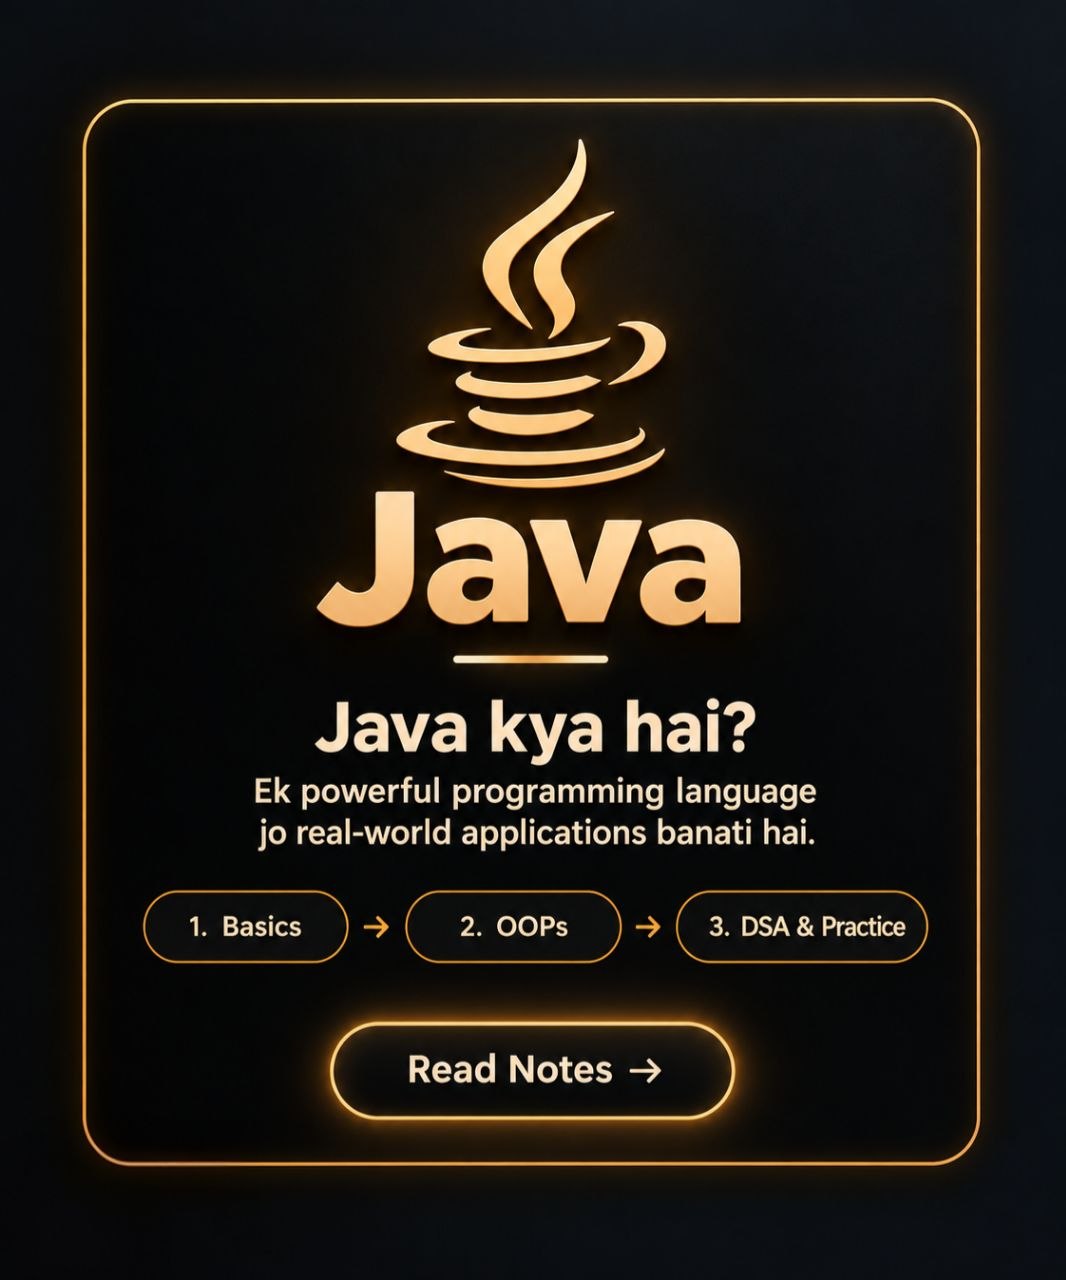 Java
Java kya hai?
Ek powerful programming language
jo real-world applications banati hai.
1. Basics → 2. OOPs → 3. DSA & Practice
Read Notes →